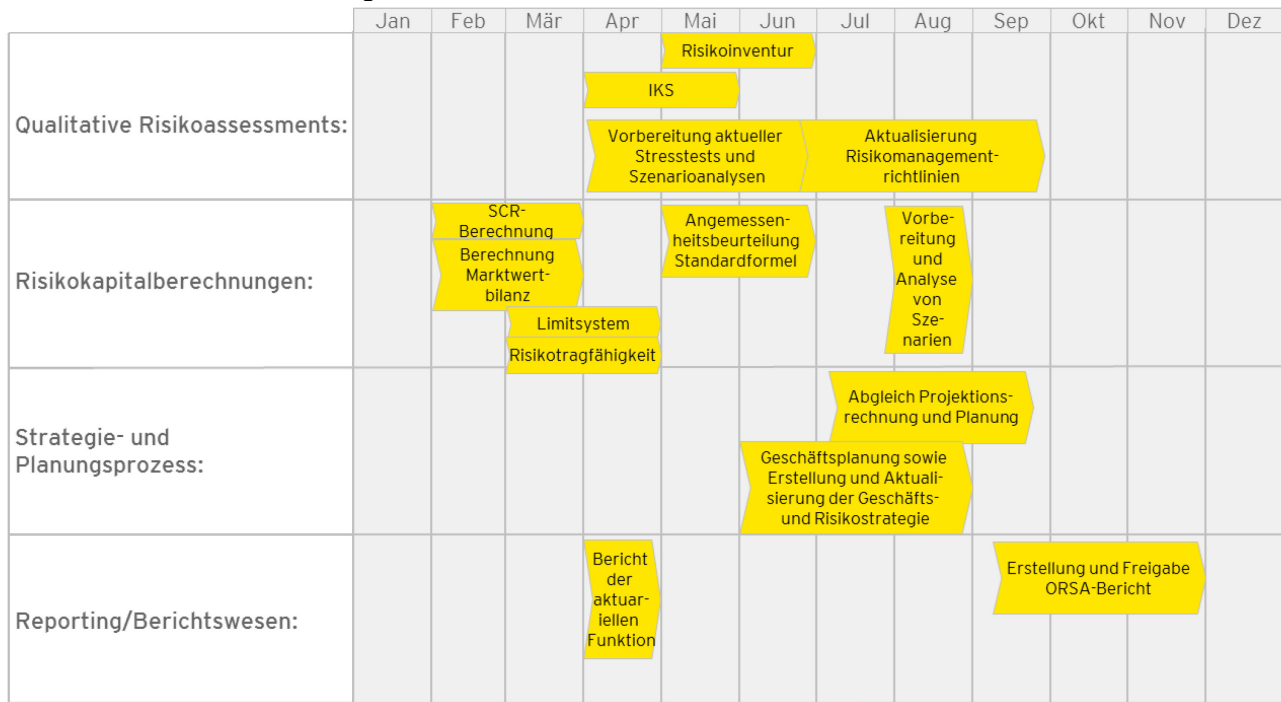 Jan Feb Mär Apr Mai Jun Jul Aug Sep Okt Nov Dez
Qualitative Risikoassessments:
Risikoinventur
IKS
Vorbereitung aktueller
Stresstests und
Szenarioanalysen
Aktualisierung
Risikomanagement-
richtlinien
Risikokapitalberechnungen:
SCR-
Berechnung
Berechnung
Marktwert-
bilanz
Limitsystem
Risikotragfähigkeit
Angemessen-
heitsbeurteilung
Standardformel
Vorbe-
reitung
und
Analyse
von
Sze-
narien
Strategie- und
Planungsprozess:
Abgleich Projektions-
rechnung und Planung
Geschäftsplanung sowie
Erstellung und Aktuali-
sierung der Geschäfts-
und Risikostrategie
Reporting/Berichtswesen:
Bericht
der
aktuar-
iellen
Funktion
Erstellung und Freigabe
ORSA-Bericht